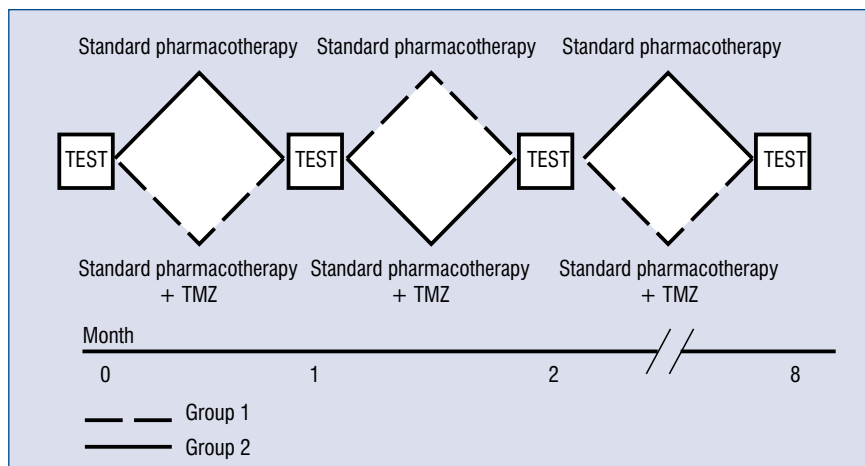 Standard pharmacotherapy Standard pharmacotherapy Standard pharmacotherapy
TEST TEST TEST TEST
Standard pharmacotherapy Standard pharmacotherapy Standard pharmacotherapy
+ TMZ + TMZ + TMZ
Month
0 1 2 8
Group 1
Group 2